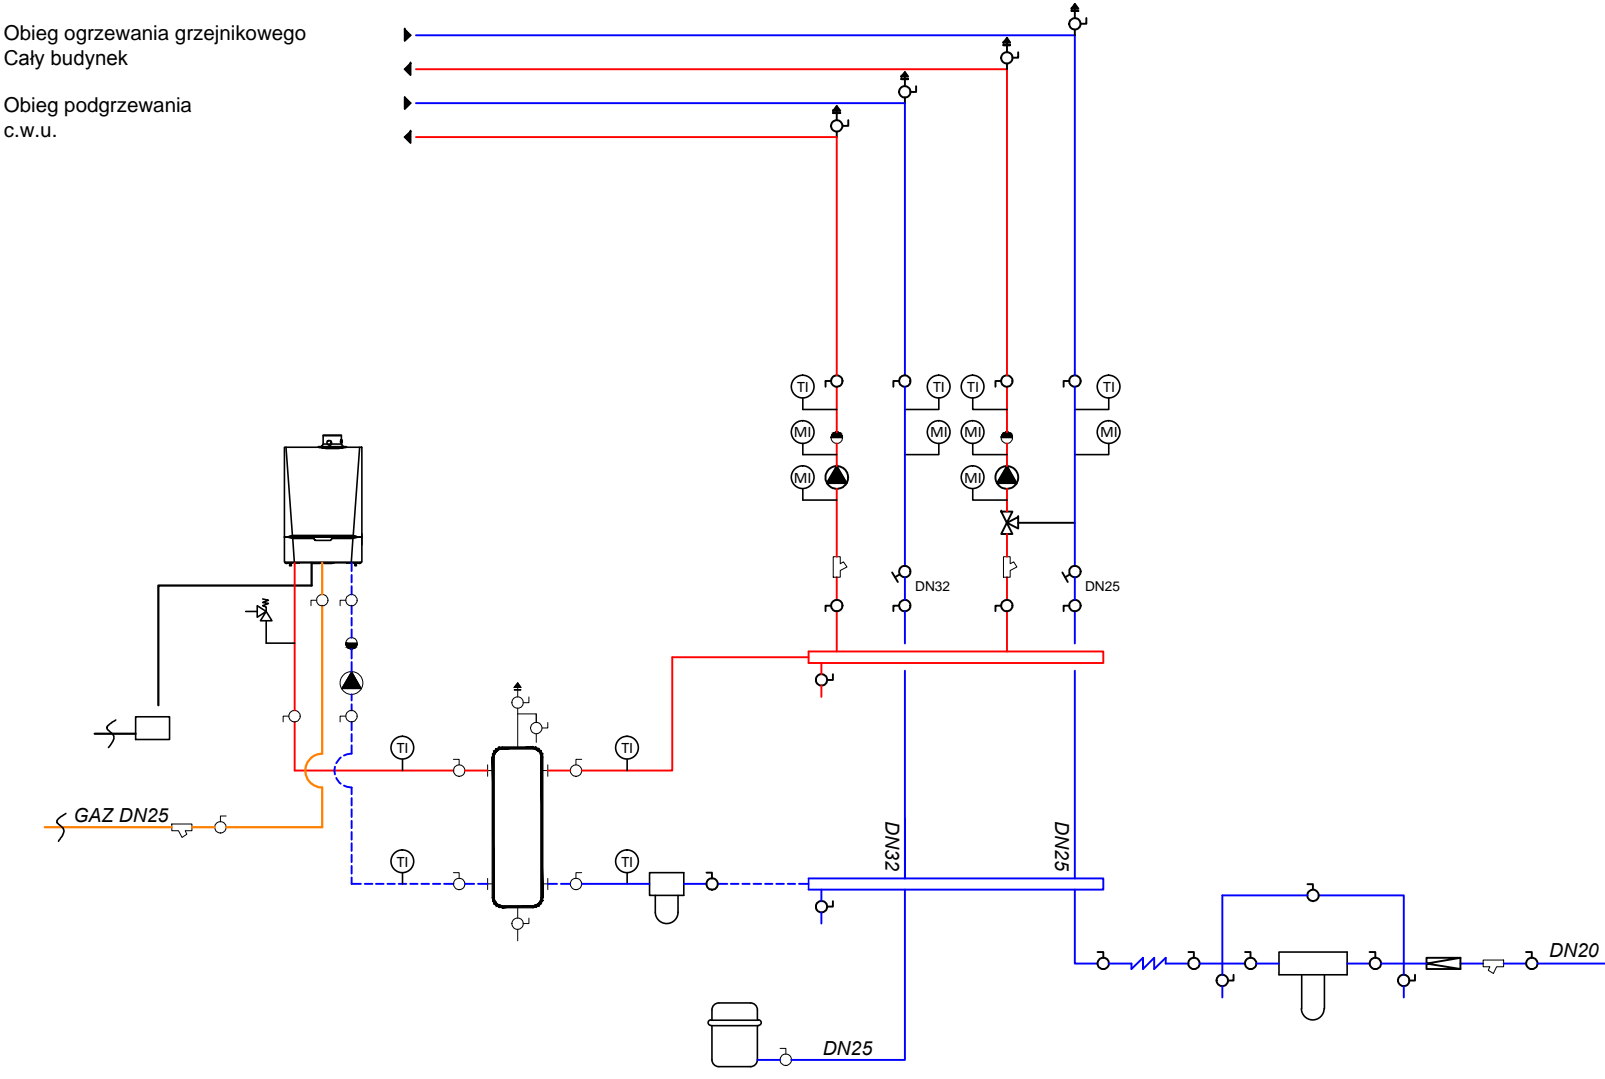 Obieg ogrzewania grzejnikowego
Cały budynek
Obieg podgrzewania
c.w.u.
TI
TI
TI
TI
MI
MI
MI
MI
MI
MI
DN32
DN25
TI
TI
GAZ DN25
DN32
DN25
TI
TI
DN20
DN25